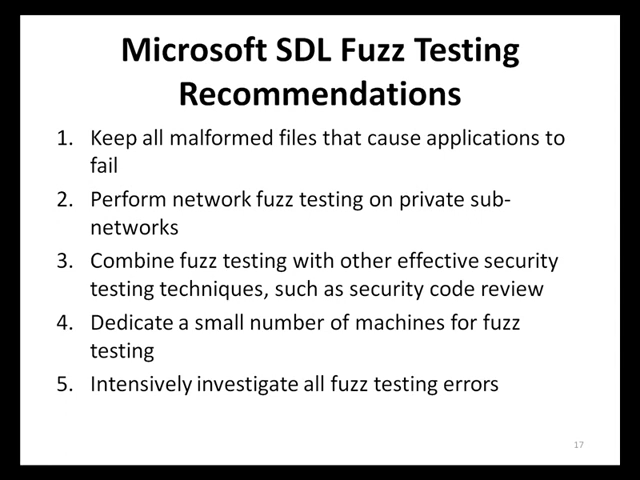 Microsoft SDL Fuzz Testing
Recommendations
1. Keep all malformed files that cause applications to
fail
2. Perform network fuzz testing on private sub-
networks
3. Combine fuzz testing with other effective security
testing techniques, such as security code review
4. Dedicate a small number of machines for fuzz
testing
5. Intensively investigate all fuzz testing errors
17